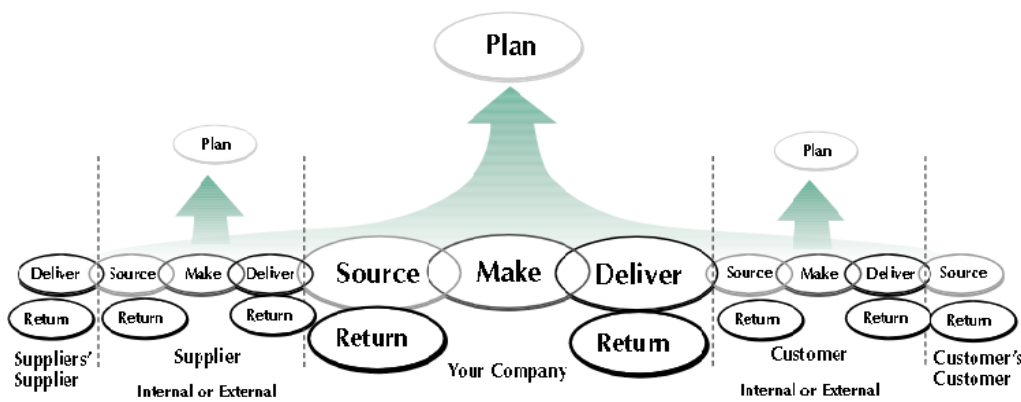 Plan
Plan
Plan
Deliver Source Make Deliver Source Make Deliver Source Make Deliver Source
Return Return Return Return Return Return Return Return
Suppliers'
Supplier
Supplier
Internal or External
Your Company
Customer
Internal or External
Customer's
Customer